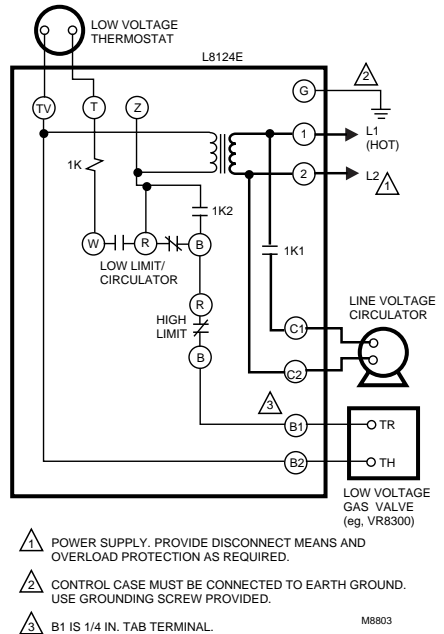 LOW VOLTAGE
THERMOSTAT
L8124E
2
G
TV
T
Z
1
L1
(HOT)
1K
2
L2
1
1K2
1K1
W
R
B
LOW LIMIT/
CIRCULATOR
R
HIGH
LIMIT
B
LINE VOLTAGE
CIRCULATOR
C1
C2
3
B1
TR
B2
TH
LOW VOLTAGE
GAS VALVE
(eg, VR8300)
1 POWER SUPPLY. PROVIDE DISCONNECT MEANS AND
OVERLOAD PROTECTION AS REQUIRED.
2 CONTROL CASE MUST BE CONNECTED TO EARTH GROUND.
USE GROUNDING SCREW PROVIDED.
3 B1 IS 1/4 IN. TAB TERMINAL.
M8803